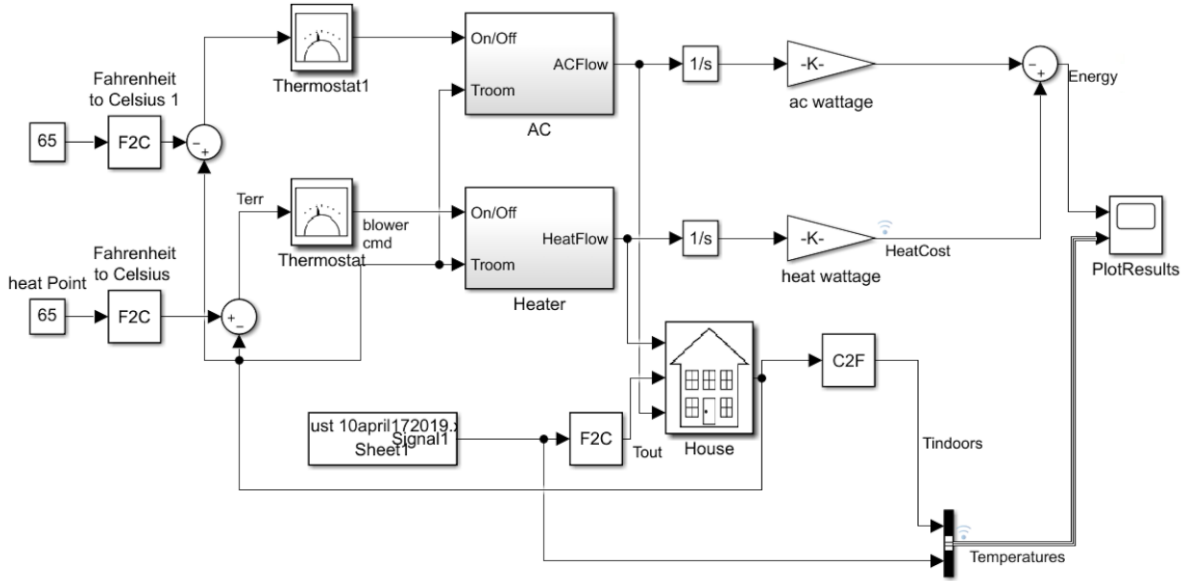 Thermostat1
On/Off
Troom
ACFlow
AC
1/s
-K-
ac wattage
Energy
Fahrenheit
to Celsius 1
65
F2C
Terr
Thermostat
blower
cmd
On/Off
Troom
HeatFlow
Heater
1/s
-K-
heat wattage
HeatCost
PlotResults
Fahrenheit
to Celsius
heat Point
65
F2C
ust 10april172019.x
Signal1
Sheet1
F2C
Tout
House
C2F
Tindoors
Temperatures